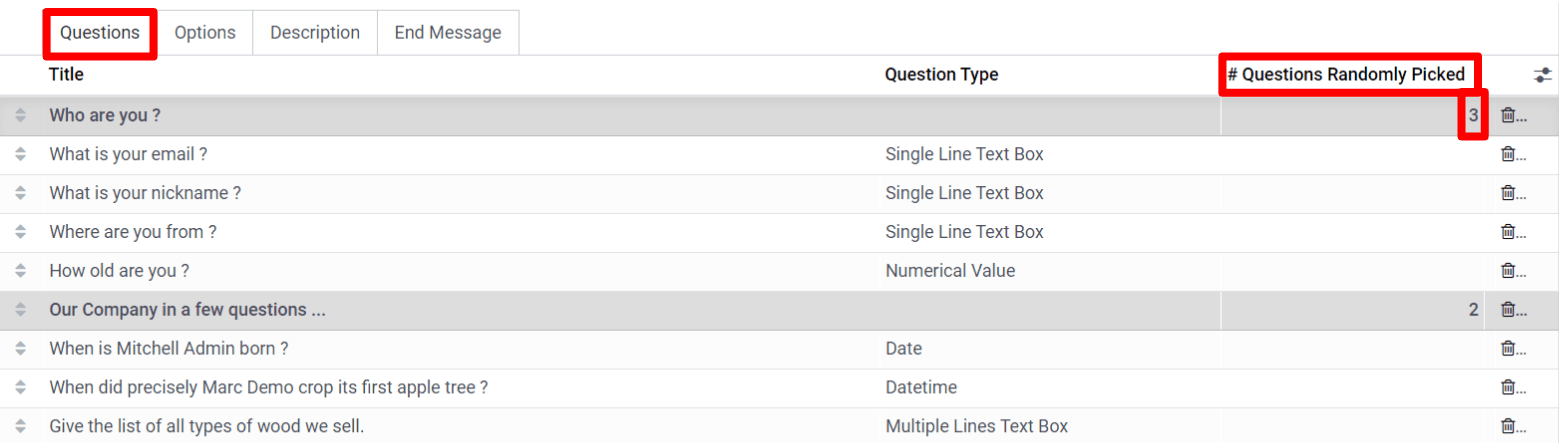 Questions Options Description End Message
Title Question Type # Questions Randomly Picked
Who are you ? 3 ...
What is your email ? Single Line Text Box ...
What is your nickname ? Single Line Text Box ...
Where are you from ? Single Line Text Box ...
How old are you ? Numerical Value ...
Our Company in a few questions ... 2 ...
When is Mitchell Admin born ? Date ...
When did precisely Marc Demo crop its first apple tree ? Datetime ...
Give the list of all types of wood we sell. Multiple Lines Text Box ...